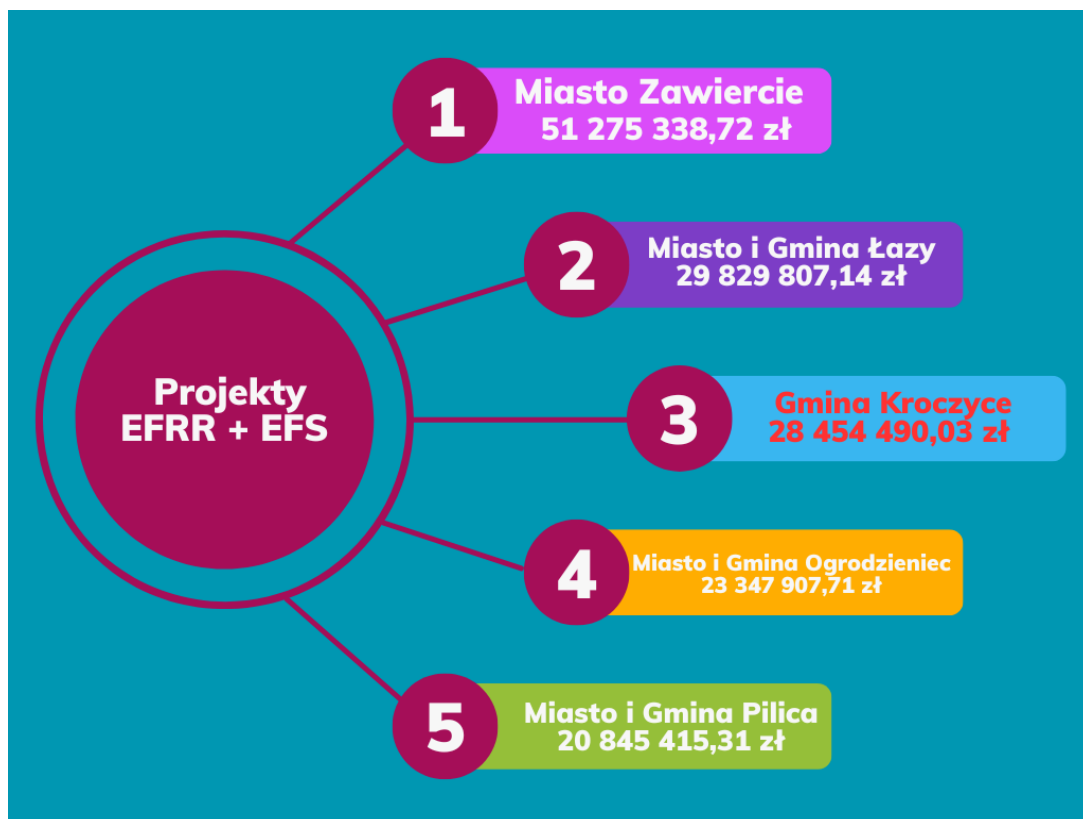 1
Miasto Zawiercie
51 275 338,72 zł
2
Miasto i Gmina Łazy
29 829 807,14 zł
Projekty
EFRR + EFS
3
Gmina Kroczyce
28 454 490,03 zł
4
Miasto i Gmina Ogrodzieniec
23 347 907,71 zł
5
Miasto i Gmina Pilica
20 845 415,31 zł